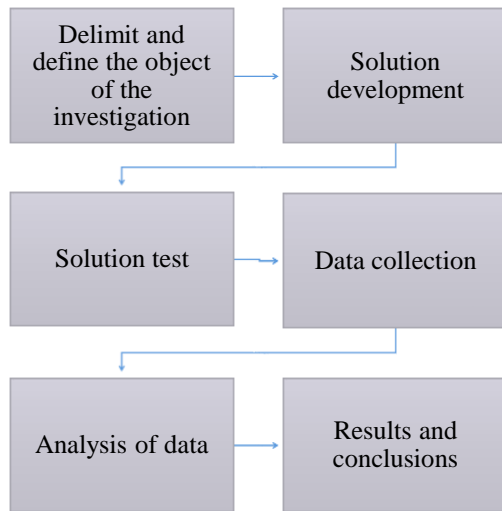 Delimit and
define the object
of the
investigation
Solution
development
Solution test
Data collection
Analysis of data
Results and
conclusions